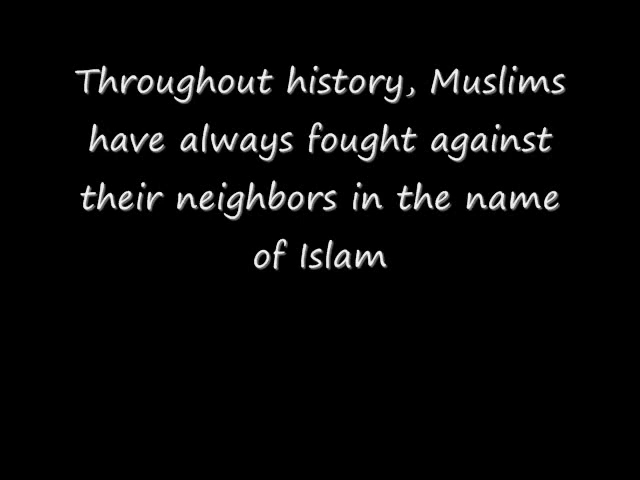 Throughout history, Muslims
have always fought against
their neighbors in the name
of Islam